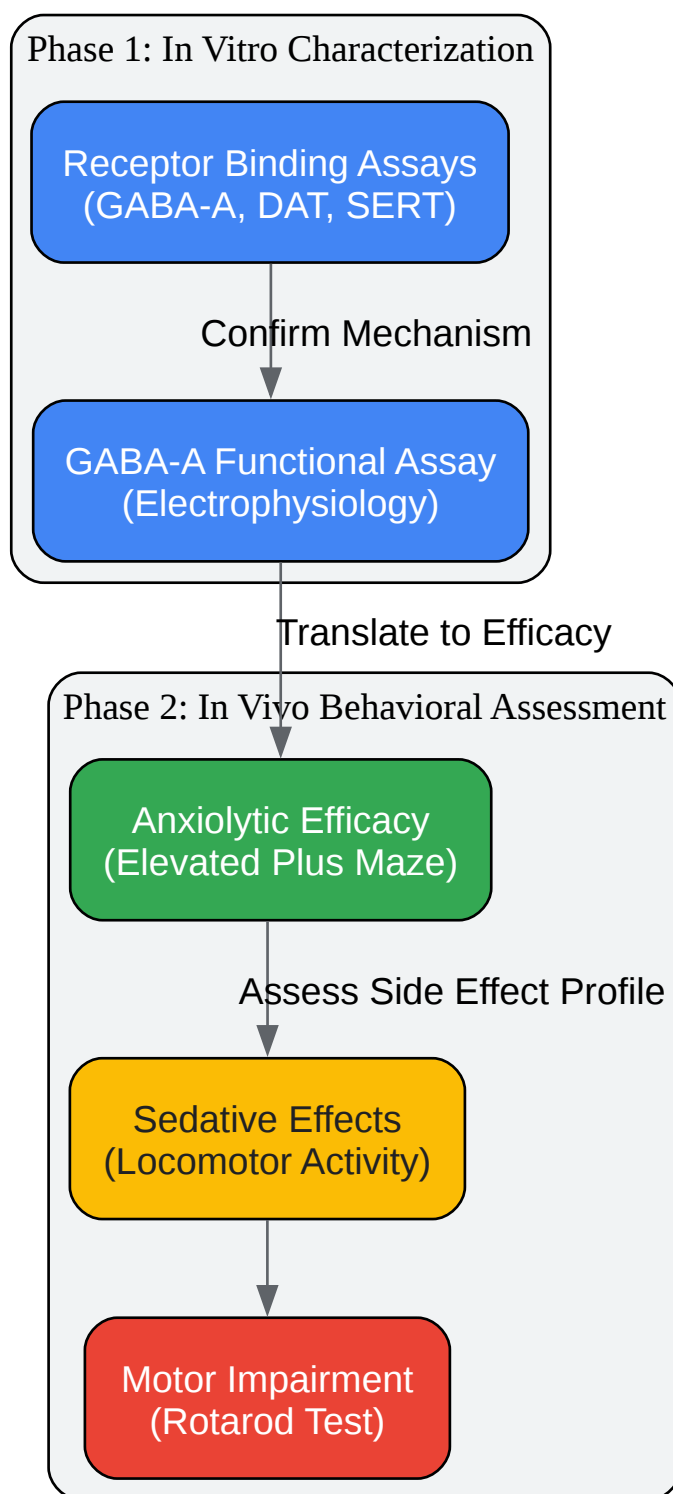 Phase 1: In Vitro Characterization
Receptor Binding Assays
(GABA-A, DAT, SERT)
Confirm Mechanism
GABA-A Functional Assay
(Electrophysiology)
Translate to Efficacy
Phase 2: In Vivo Behavioral Assessment
Anxiolytic Efficacy
(Elevated Plus Maze)
Assess Side Effect Profile
Sedative Effects
(Locomotor Activity)
Motor Impairment
(Rotarod Test)